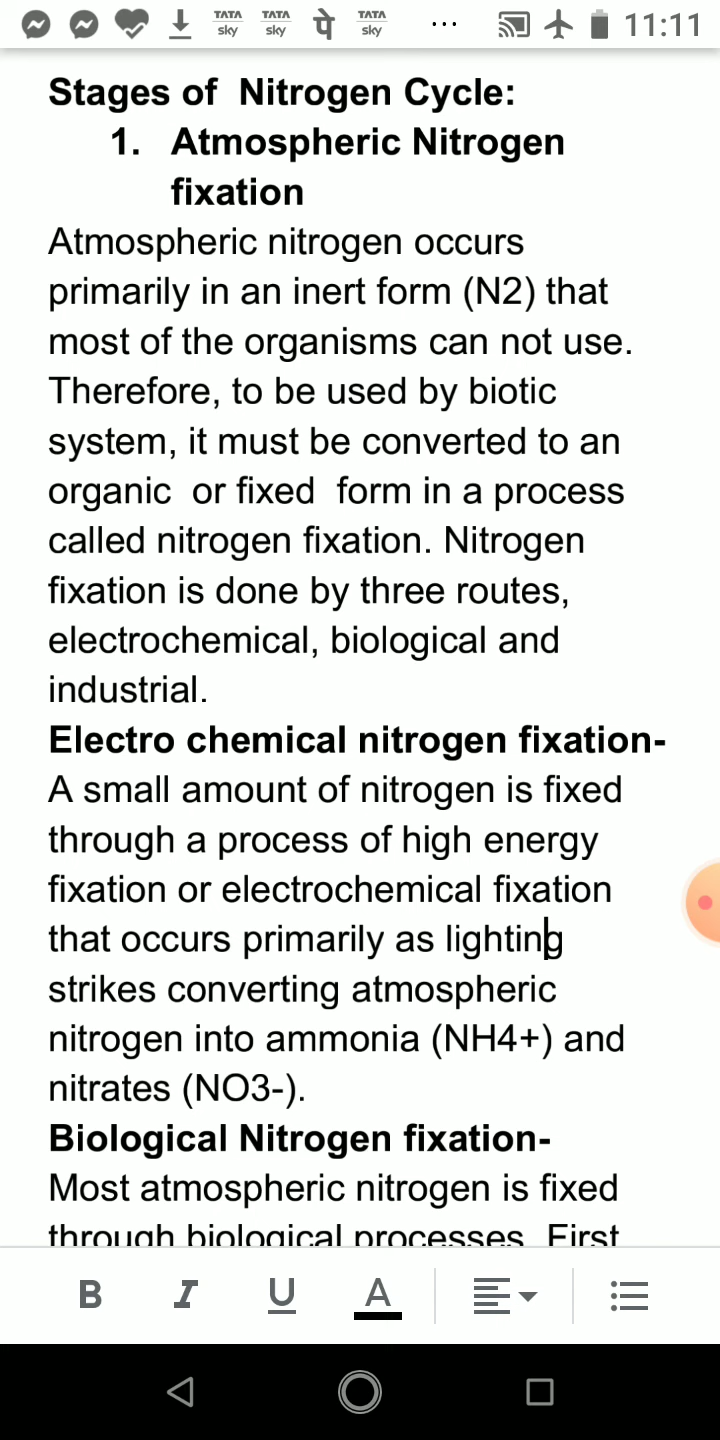 TATA TATA पे TATA ... 11:11
sky sky sky
Stages of  Nitrogen Cycle:
1. Atmospheric Nitrogen
fixation
Atmospheric nitrogen occurs
primarily in an inert form (N2) that
most of the organisms can not use.
Therefore, to be used by biotic
system, it must be converted to an
organic  or fixed  form in a process
called nitrogen fixation. Nitrogen
fixation is done by three routes,
electrochemical, biological and
industrial.
Electro chemical nitrogen fixation-
A small amount of nitrogen is fixed
through a process of high energy
fixation or electrochemical fixation
that occurs primarily as lighting
strikes converting atmospheric
nitrogen into ammonia (NH4+) and
nitrates (NO3-).
Biological Nitrogen fixation-
Most atmospheric nitrogen is fixed
through biological processes. First
B I U A